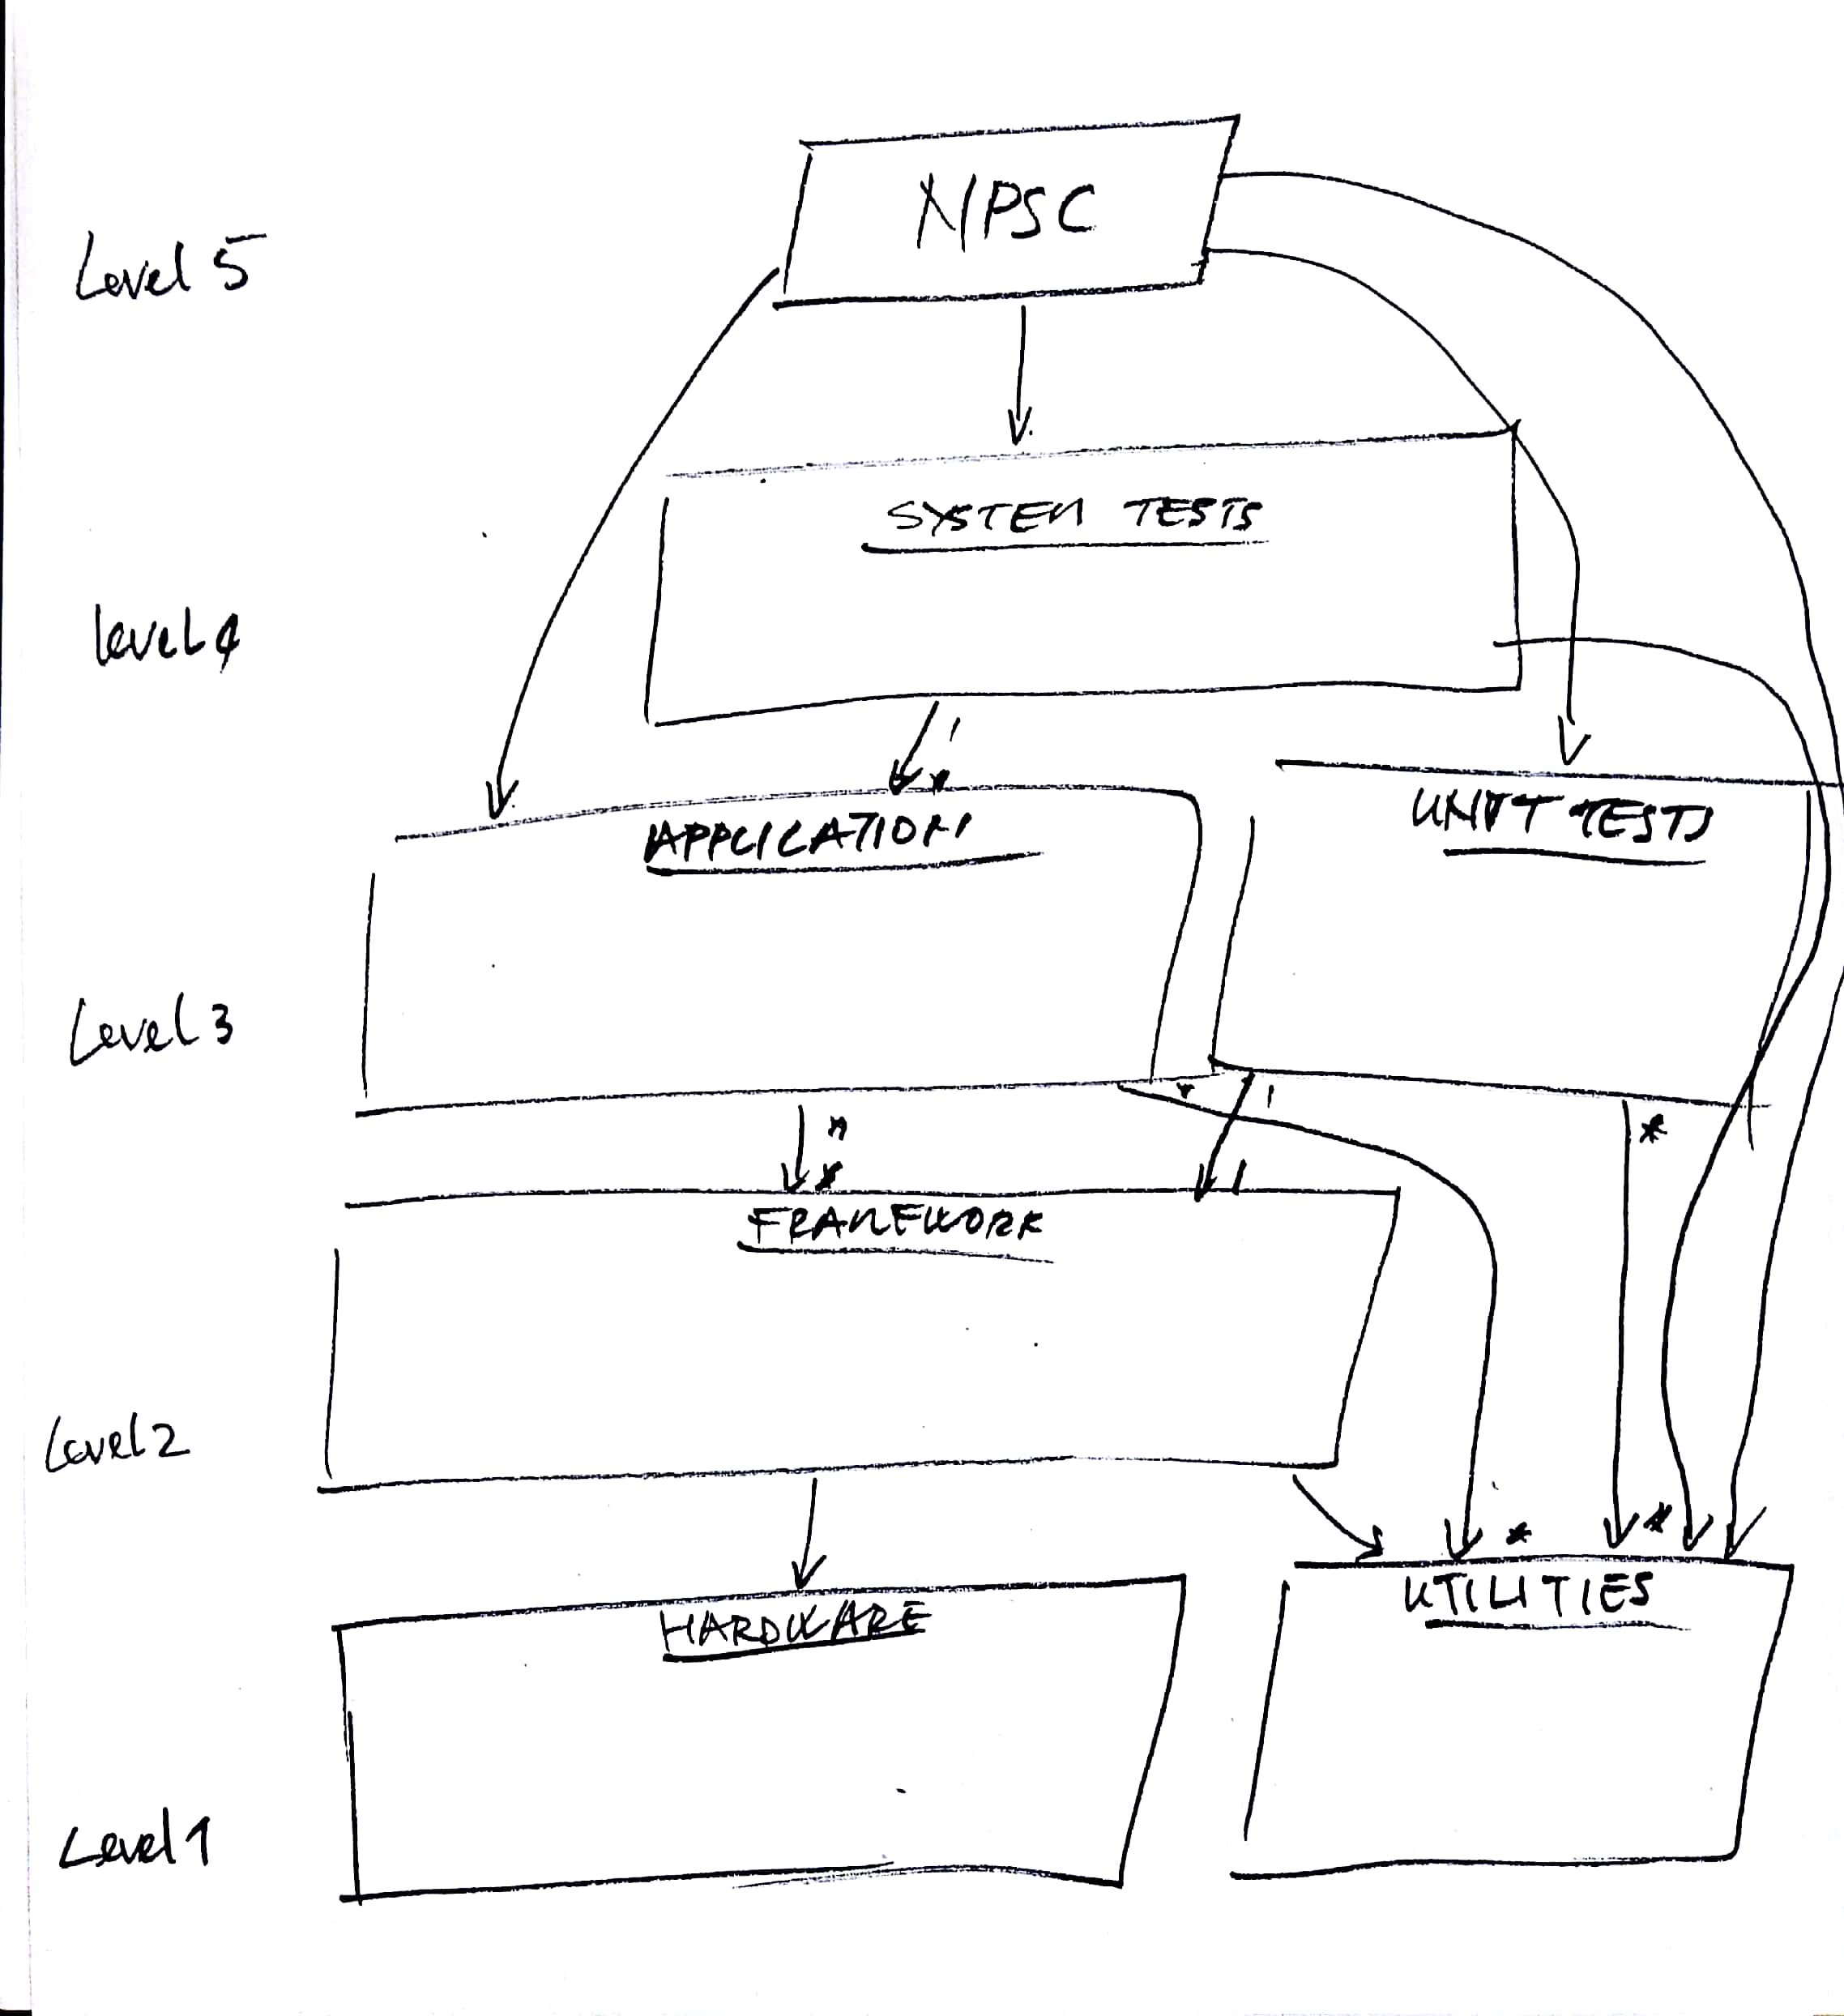 NPSC
Level 5
SYSTEM TESTS
level 4
1
*
UNIT TESTS
APPLICATION
Level 3
* 1
* *
* 1
FRAMEWORK
Level 2
* *
UTILITIES
HARDWARE
Level 1